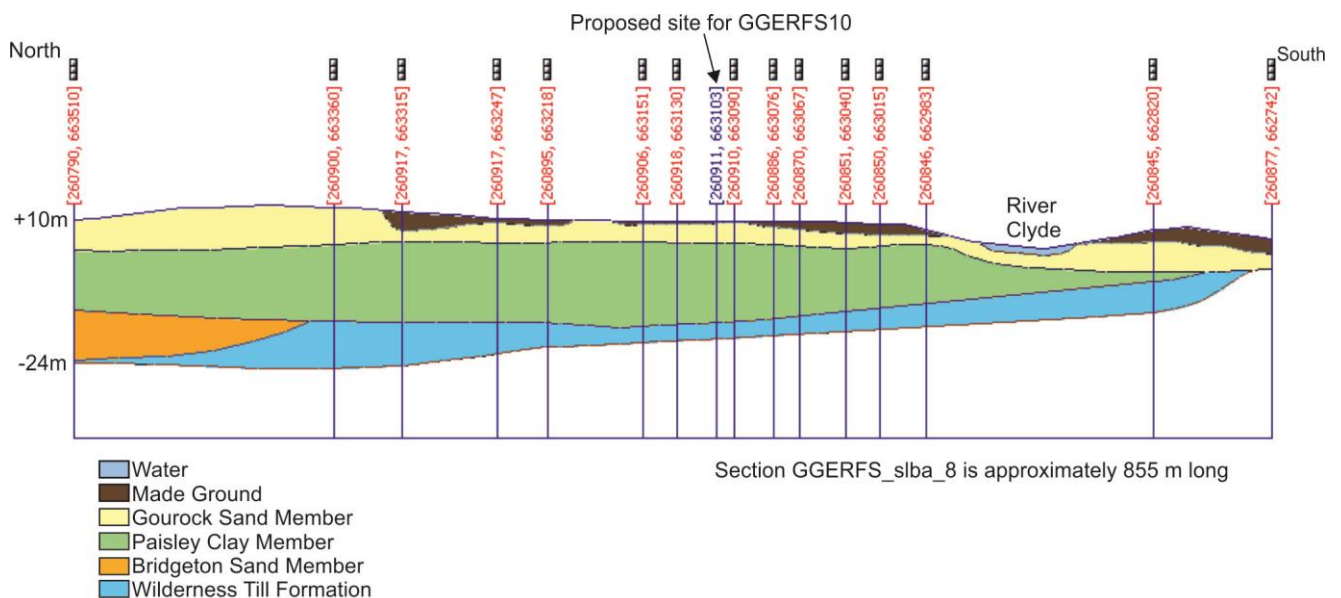 Proposed site for GGERFS10
North
South
[260790, 663510]
[260900, 663360]
[260917, 663315]
[260917, 663247]
[260895, 663218]
[260906, 663151]
[260918, 663130]
[260911, 663103]
[260910, 663090]
[260886, 663076]
[260870, 663067]
[260851, 663040]
[260850, 663015]
[260846, 662983]
[260845, 662820]
[260877, 662742]
+10m
River
Clyde
-24m
Water
Made Ground
Gourock Sand Member
Paisley Clay Member
Bridgeton Sand Member
Wilderness Till Formation
Section GGERFS_slba_8 is approximately 855 m long